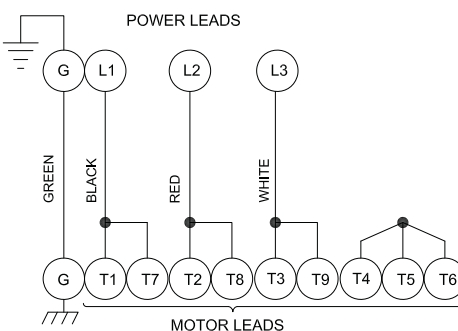 POWER LEADS
G L1 L2 L3
GREEN
BLACK
RED
WHITE
G T1 T7 T2 T8 T3 T9 T4 T5 T6
MOTOR LEADS